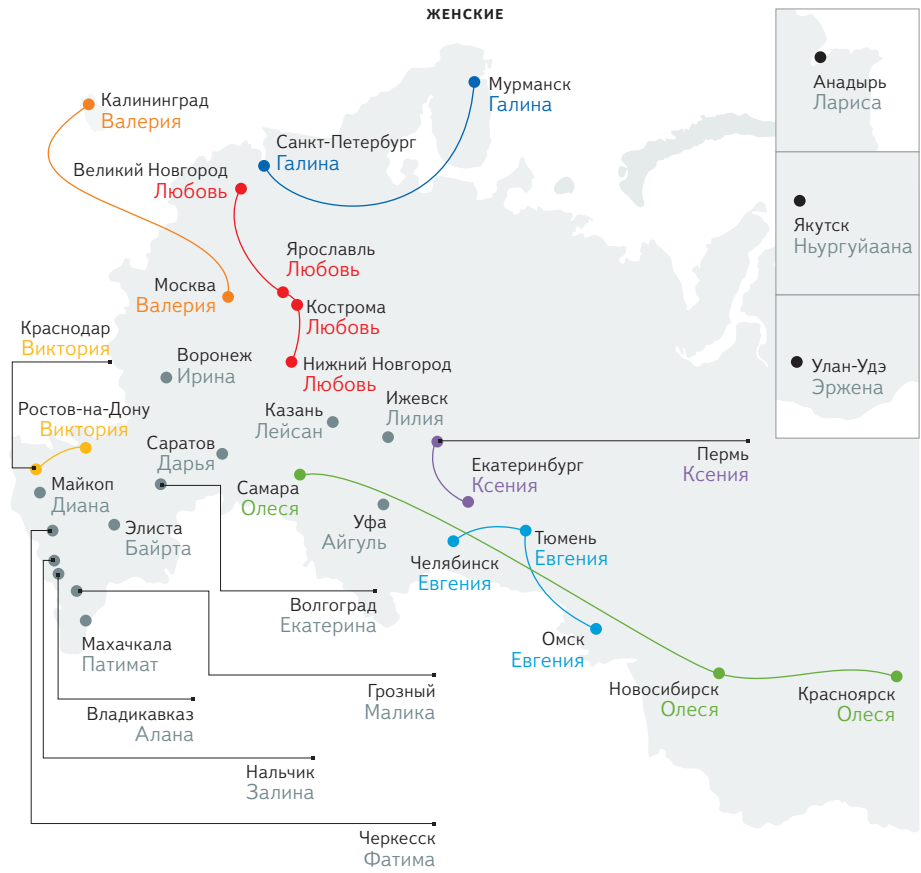 ЖЕНСКИЕ
Мурманск
Галина
Анадырь
Лариса
Калининград
Валерия
Санкт-Петербург
Галина
Великий Новгород
Любовь
Якутск
Ньургуйаана
Ярославль
Любовь
Москва
Валерия
Кострома
Любовь
Краснодар
Виктория
Воронеж
Ирина
Нижний Новгород
Любовь
Улан-Удэ
Эржена
Ростов-на-Дону
Виктория
Казань
Лейсан
Ижевск
Лилия
Саратов
Дарья
Пермь
Ксения
Екатеринбург
Ксения
Майкоп
Диана
Самара
Олеся
Элиста
Байрта
Уфа
Айгуль
Тюмень
Евгения
Челябинск
Евгения
Волгоград
Екатерина
Махачкала
Патимат
Омск
Евгения
Грозный
Малика
Новосибирск
Олеся
Красноярск
Олеся
Владикавказ
Алана
Нальчик
Залина
Черкесск
Фатима